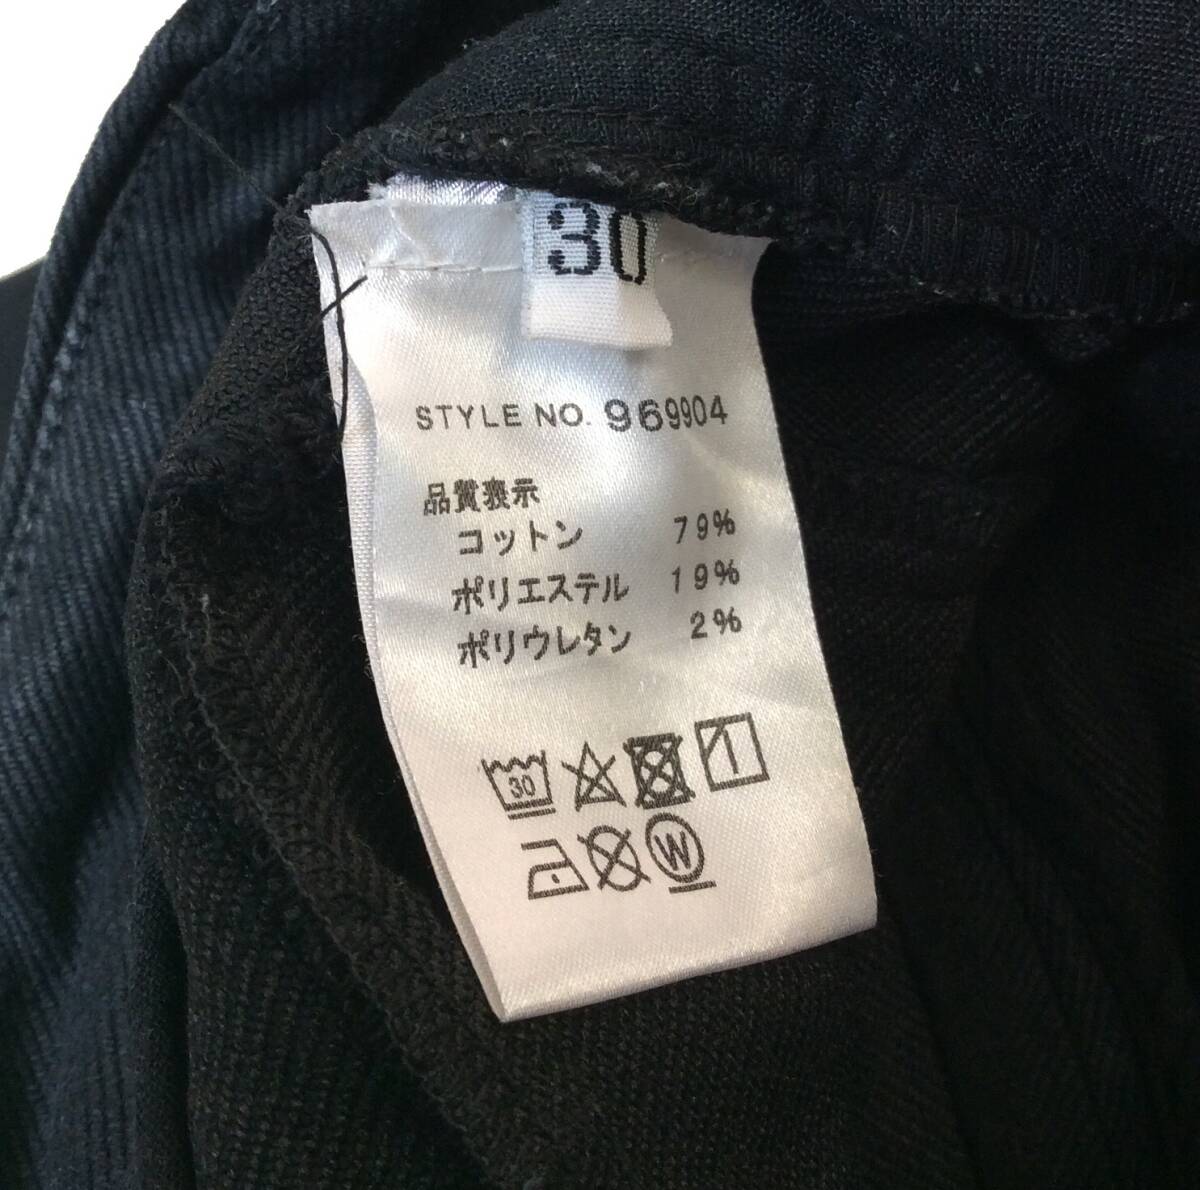 30
STYLE NO. 969904
品質表示
コットン 79%
ポリエステル 19%
ポリウレタン 2%
30
W